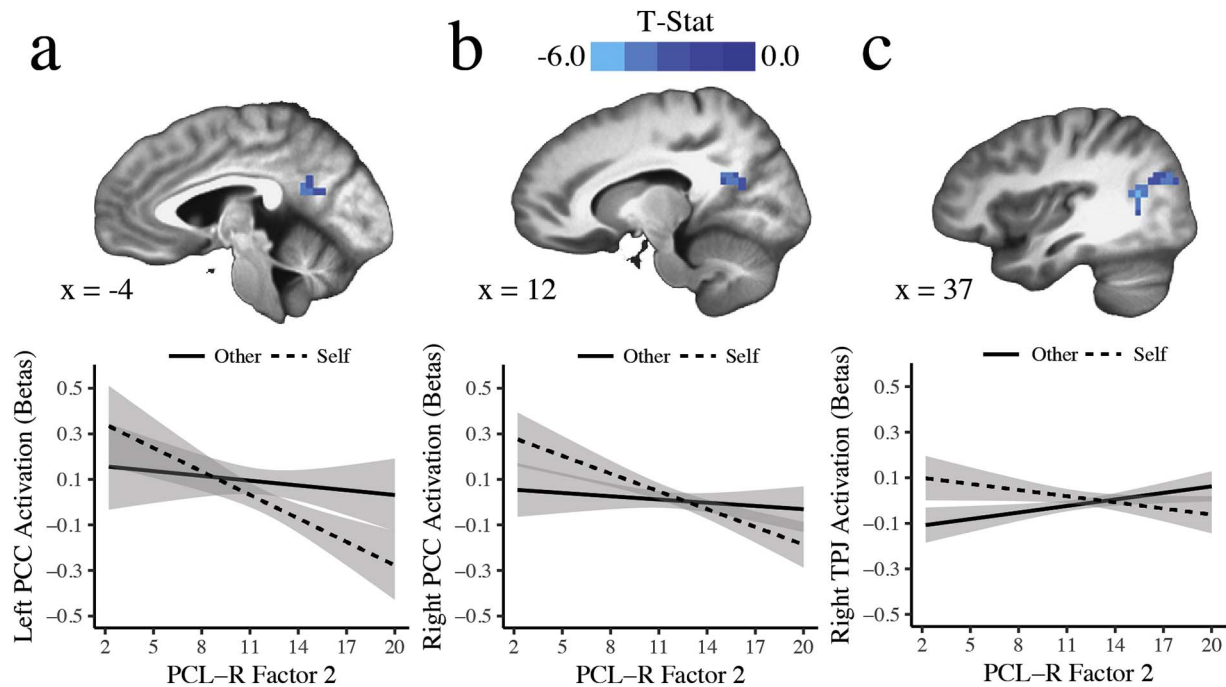 a
b
c
T-Stat
-6.0 0.0
x = -4
x = 12
x = 37
Other Self
Left PCC Activation (Betas)
0.5
0.3
0.1
−0.1
−0.3
−0.5
2 5 8 11 14 17 20
PCL−R Factor 2
Other Self
Right PCC Activation (Betas)
0.5
0.3
0.1
−0.1
−0.3
−0.5
2 5 8 11 14 17 20
PCL−R Factor 2
Other Self
Right TPJ Activation (Betas)
0.5
0.3
0.1
−0.1
−0.3
−0.5
2 5 8 11 14 17 20
PCL−R Factor 2